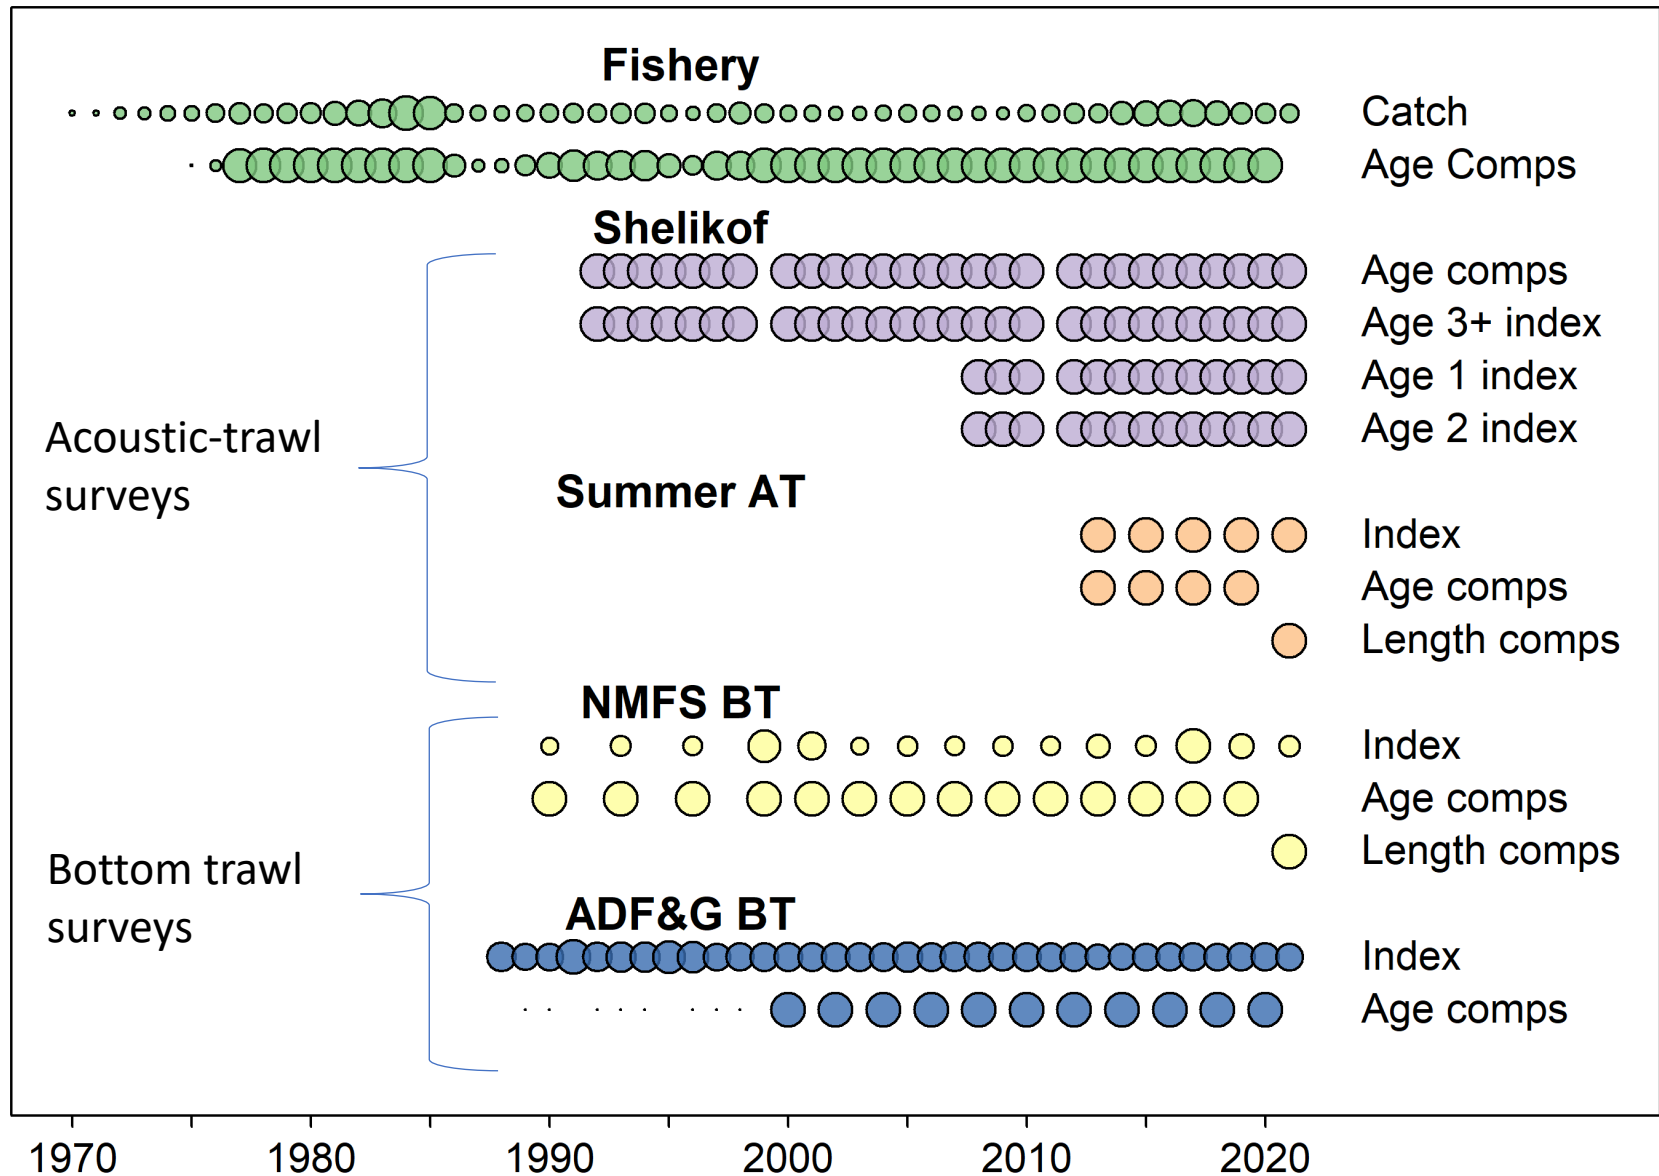 Fishery
Catch
Age Comps
Shelikof
Age comps
Age 3+ index
Age 1 index
Age 2 index
Acoustic-trawl
surveys
Summer AT
Index
Age comps
Length comps
NMFS BT
Index
Age comps
Length comps
Bottom trawl
surveys
ADF&G BT
Index
Age comps
1970 1980 1990 2000 2010 2020